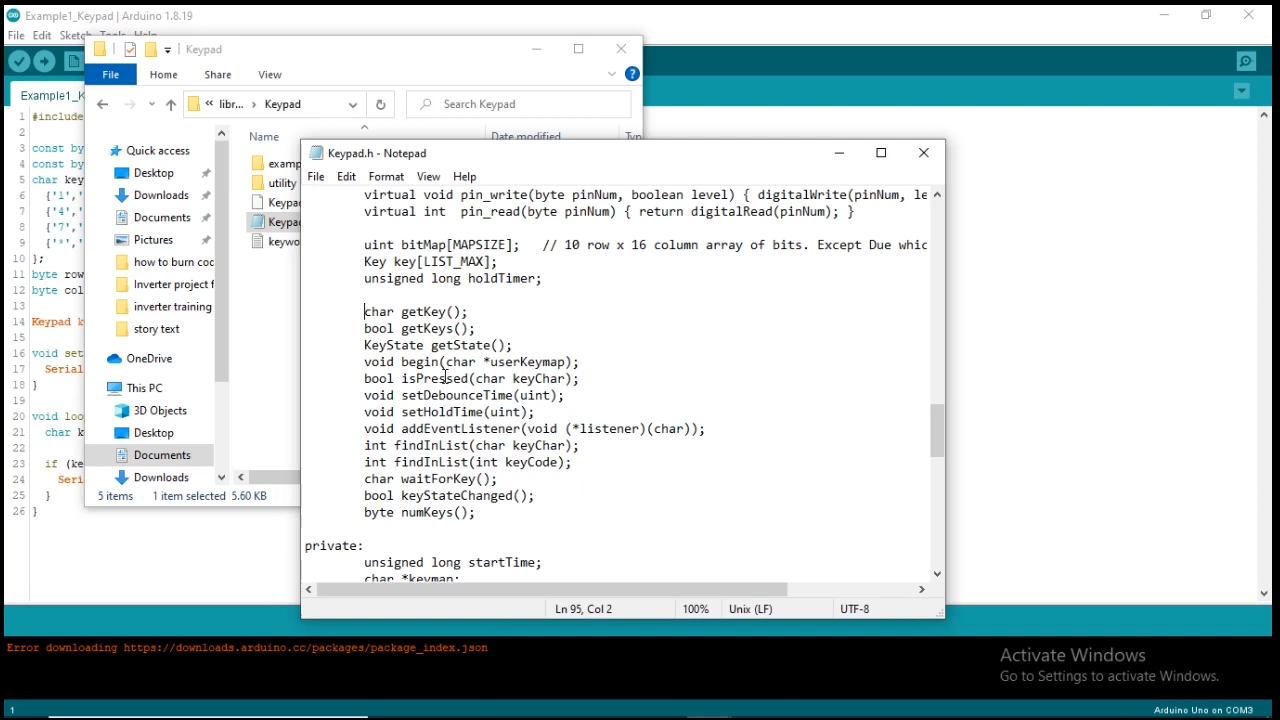 Example1_Keypad | Arduino 1.8.19
File Edit Sketch Tools Help
Example1_K
1 #include
2
3 const by
4 const by
5 char key
6 {'1','
7 {'4','
8 {'7','
9 {'*','
10 };
11 byte row
12 byte col
13
14 Keypad k
15
16 void set
17 Serial
18 }
19
20 void loo
21 char k
22
23 if (ke
24 Seri
25 }
26 }
Keypad
File Home Share View
libr... Keypad
Search Keypad
Name Date modified Typ
Quick access
Desktop
Downloads
Documents
Pictures
how to burn coc
Inverter project f
inverter training
story text
OneDrive
This PC
3D Objects
Desktop
Documents
Downloads
examp
utility
Keypa
Keypa
keywo
5 items 1 item selected 5.60 KB
Keypad.h - Notepad
File Edit Format View Help
virtual void pin_write(byte pinNum, boolean level) { digitalWrite(pinNum, le
virtual int  pin_read(byte pinNum) { return digitalRead(pinNum); }
uint bitMap[MAPSIZE];   // 10 row x 16 column array of bits. Except Due whic
Key key[LIST_MAX];
unsigned long holdTimer;
char getKey();
bool getKeys();
KeyState getState();
void begin(char *userKeymap);
bool isPressed(char keyChar);
void setDebounceTime(uint);
void setHoldTime(uint);
void addEventListener(void (*listener)(char));
int findInList(char keyChar);
int findInList(int keyCode);
char waitForKey();
bool keyStateChanged();
byte numKeys();
private:
unsigned long startTime;
char *keymap;
Ln 95, Col 2 100% Unix (LF) UTF-8
Error downloading https://downloads.arduino.cc/packages/package_index.json
Activate Windows
Go to Settings to activate Windows.
1 Arduino Uno on COM3